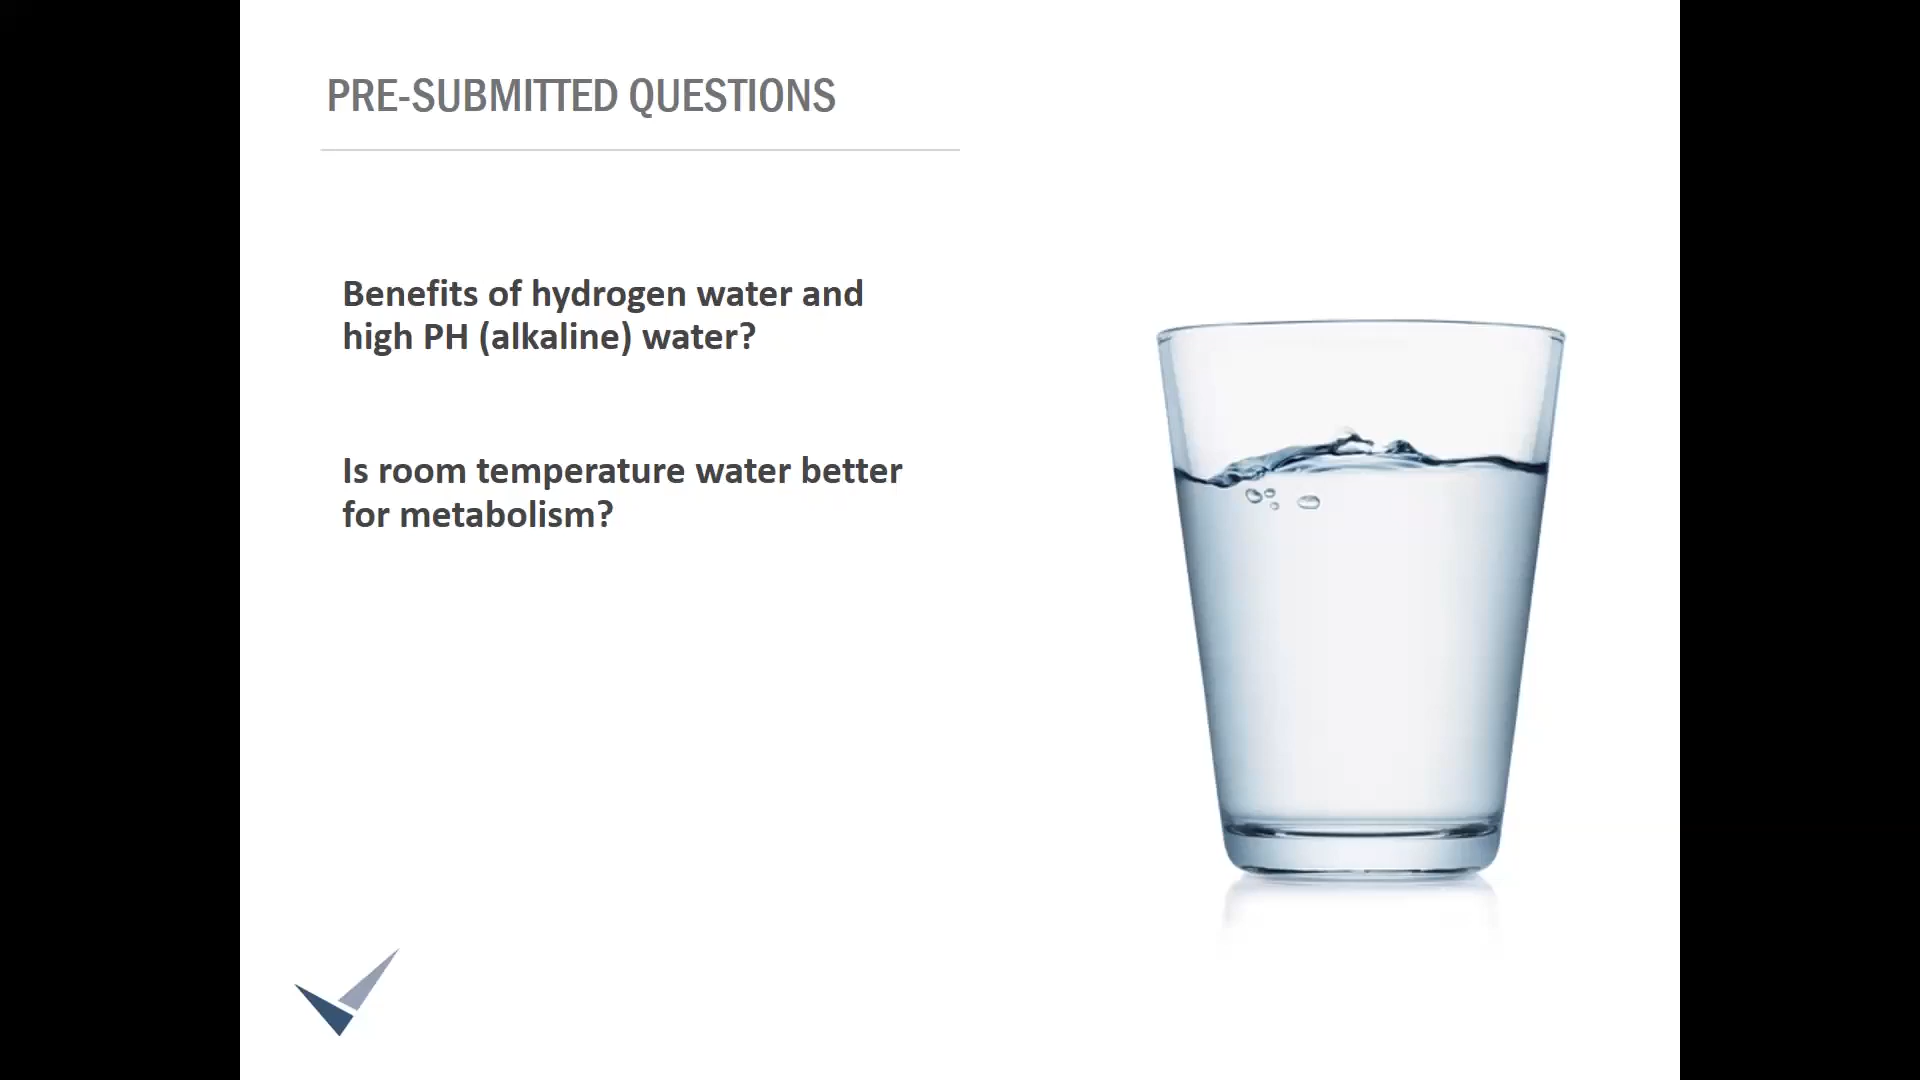 PRE-SUBMITTED QUESTIONS
Benefits of hydrogen water and
high PH (alkaline) water?
Is room temperature water better
for metabolism?